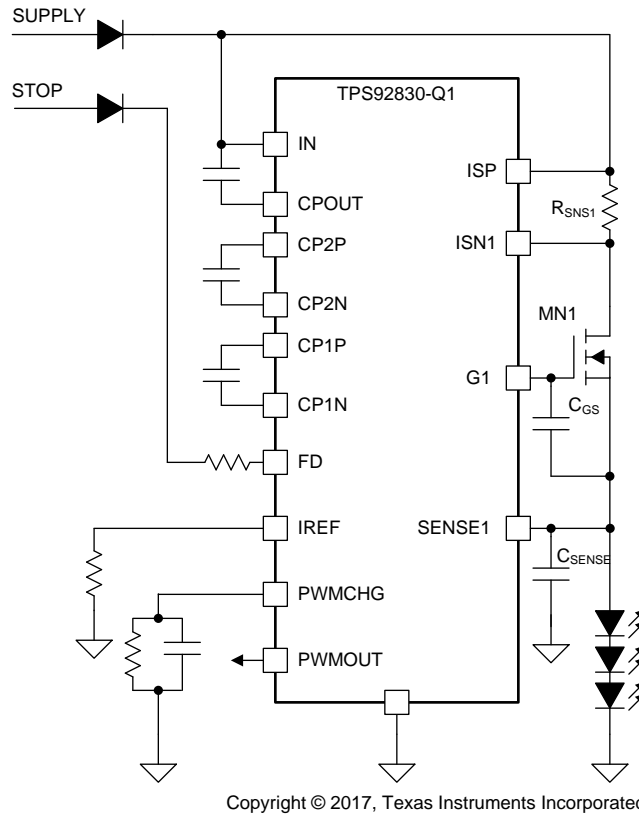 SUPPLY
STOP
TPS92830-Q1
IN
ISP
RSNS1
CPOUT
CP2P
ISN1
CP2N
MN1
CP1P
G1
CP1N
CGS
FD
IREF
SENSE1
CSENSE
PWMCHG
PWMOUT
Copyright © 2017, Texas Instruments Incorporated